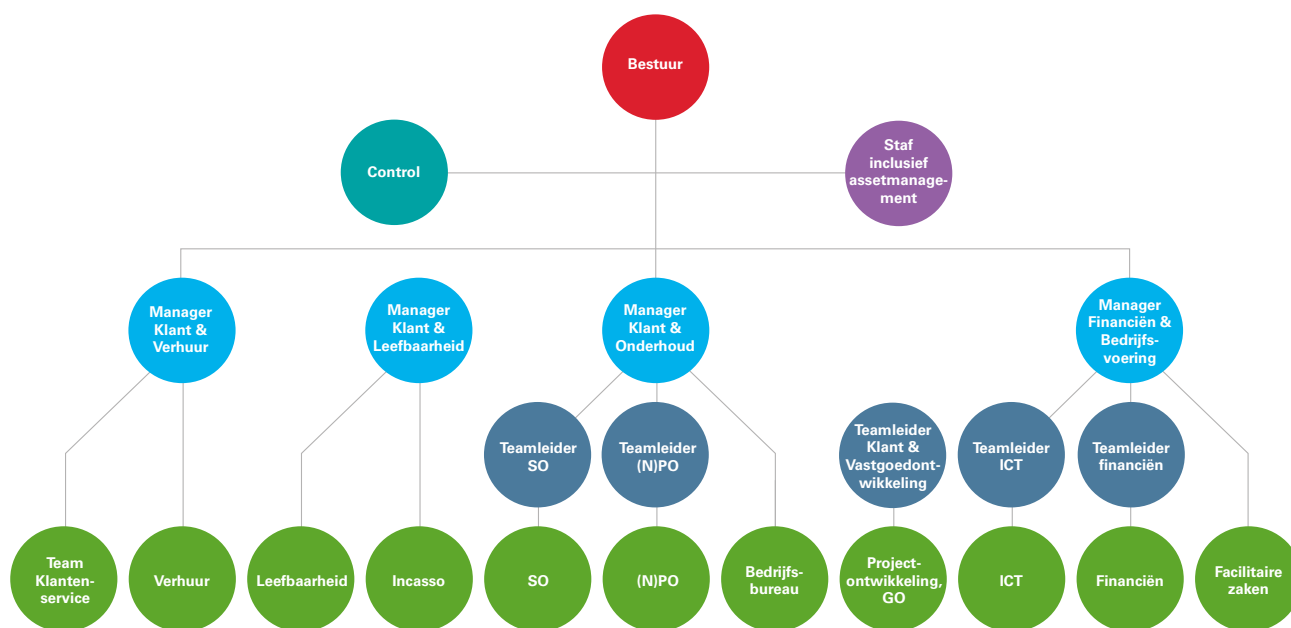 Bestuur
Control
Staf
inclusief
assetmanage-
ment
Manager
Klant &
Verhuur
Manager
Klant &
Leefbaarheid
Manager
Klant &
Onderhoud
Manager
Financiën &
Bedrijfs-
voering
Teamleider
SO
Teamleider
(N)PO
Teamleider
Klant &
Vastgoedont-
wikkeling
Teamleider
ICT
Teamleider
financiën
Team
Klanten-
service
Verhuur
Leefbaarheid
Incasso
SO
(N)PO
Bedrijfs-
bureau
Project-
ontwikkeling,
GO
ICT
Financiën
Facilitaire
zaken